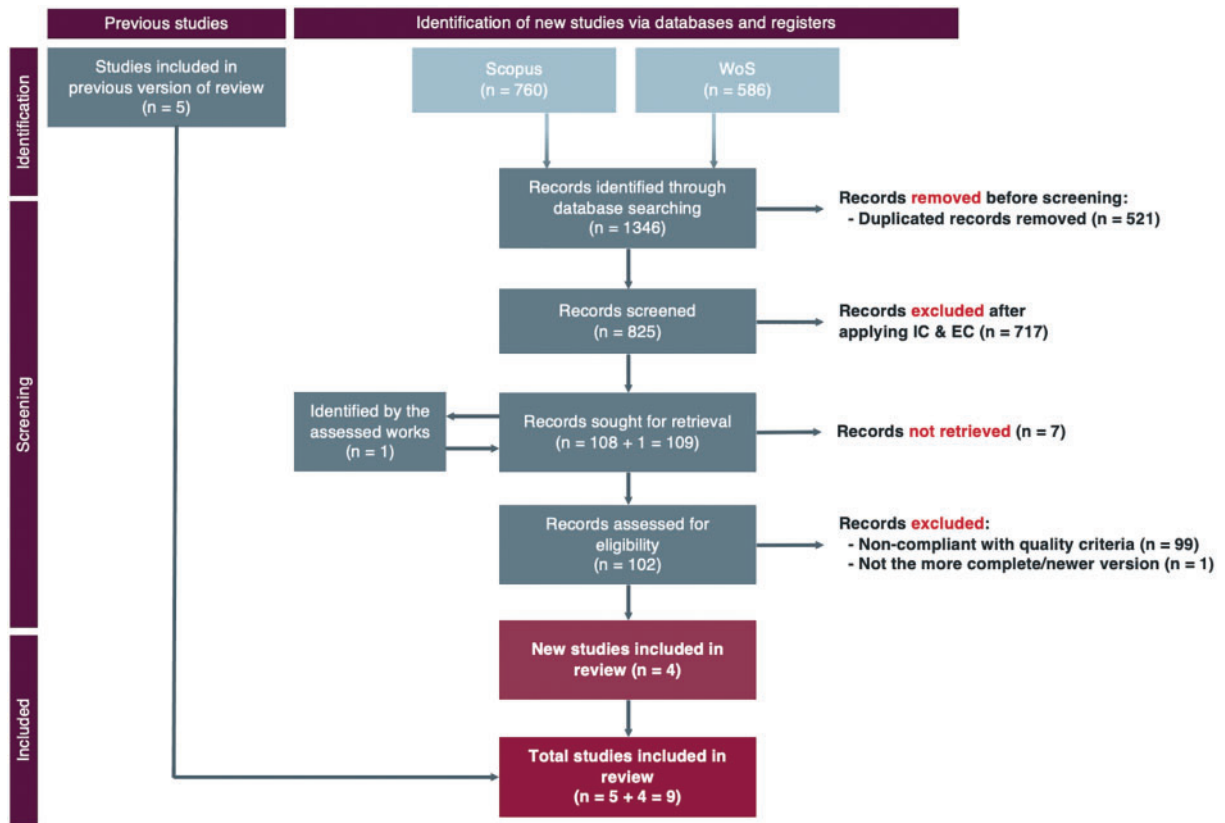 Previous studies
Identification of new studies via databases and registers
Identification
Studies included in
previous version of review
(n = 5)
Scopus
(n = 760)
WoS
(n = 586)
Records identified through
database searching
(n = 1346)
Records removed before screening:
- Duplicated records removed (n = 521)
Screening
Records screened
(n = 825)
Records excluded after
applying IC & EC (n = 717)
Identified by the
assessed works
(n = 1)
Records sought for retrieval
(n = 108 + 1 = 109)
Records not retrieved (n = 7)
Records assessed for
eligibility
(n = 102)
Records excluded:
- Non-compliant with quality criteria (n = 99)
- Not the more complete/newer version (n = 1)
Included
New studies included in
review (n = 4)
Total studies included in
review
(n = 5 + 4 = 9)